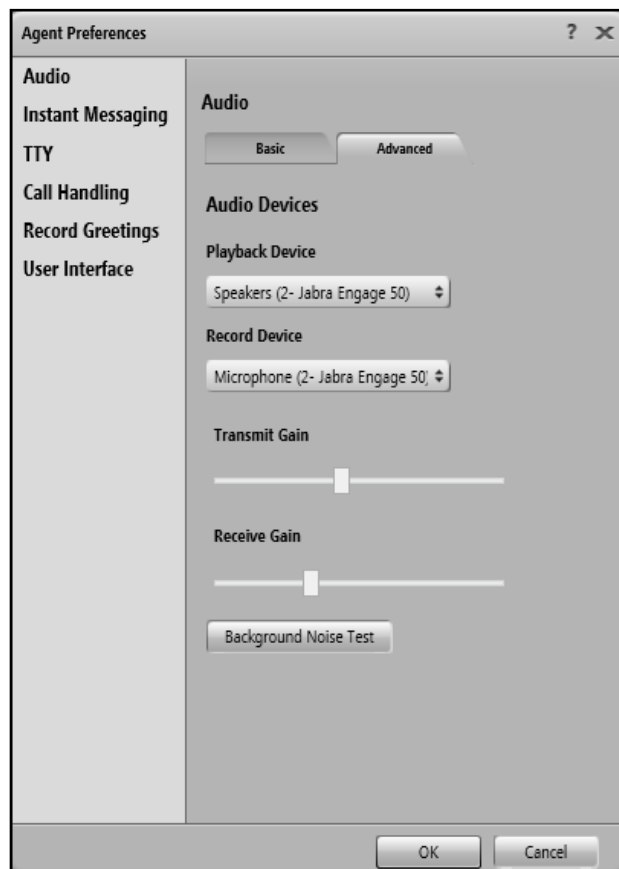 Agent Preferences ?
Audio
Instant Messaging
TTY
Call Handling
Record Greetings
User Interface
Audio
Basic Advanced
Audio Devices
Playback Device
Speakers (2- Jabra Engage 50)
Record Device
Microphone (2- Jabra Engage 50)
Transmit Gain
Receive Gain
Background Noise Test
OK Cancel